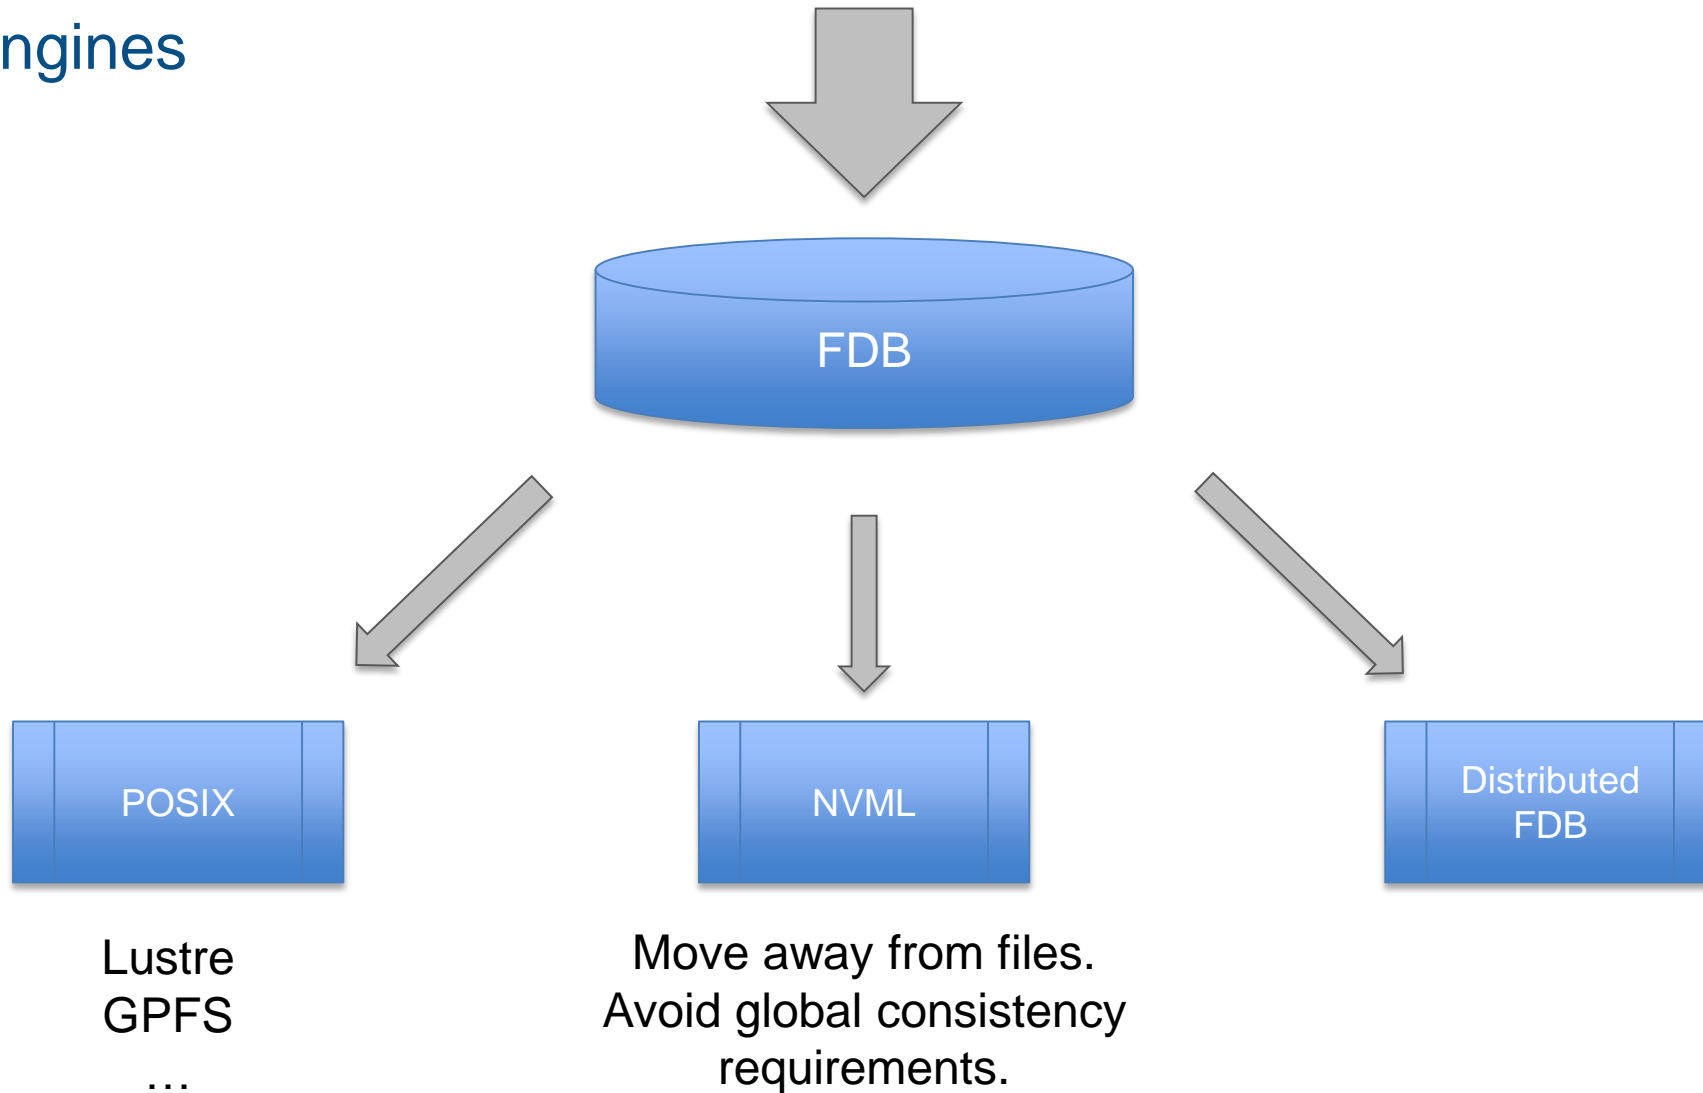 ngines
FDB
POSIX
NVML
Distributed
FDB
Lustre
GPFS
…
Move away from files.
Avoid global consistency
requirements.